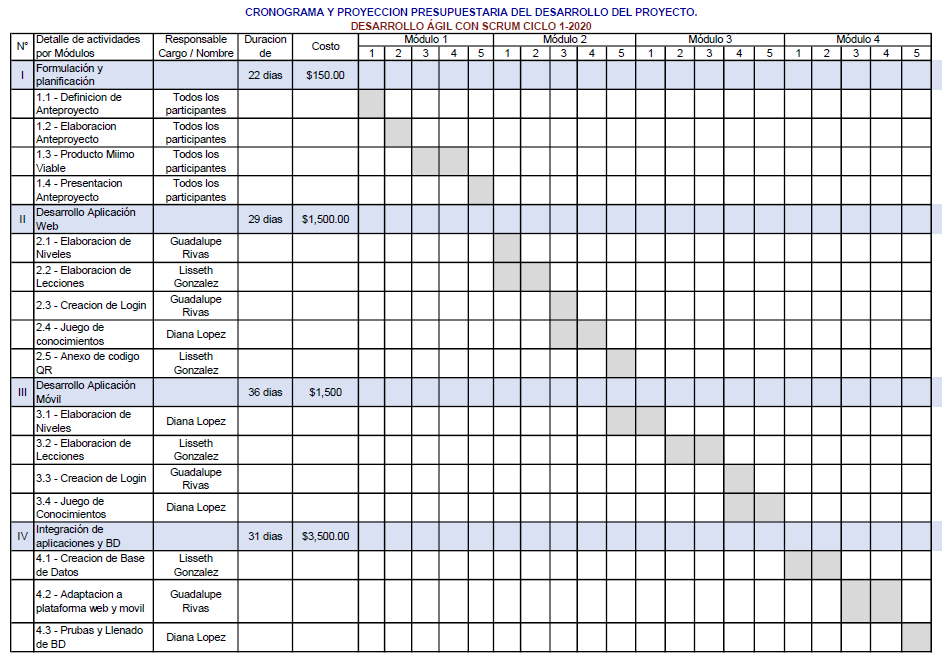 CRONOGRAMA Y PROYECCION PRESUPUESTARIA DEL DESARROLLO DEL PROYECTO.
DESARROLLO ÁGIL CON SCRUM CICLO 1-2020
N° Detalle de actividades por Módulos Responsable Cargo / Nombre Duracion de Costo Módulo 1 Módulo 2 Módulo 3 Módulo 4
1 2 3 4 5 1 2 3 4 5 1 2 3 4 5 1 2 3 4 5
I Formulación y planificación 22 dias $150.00
1.1 - Definicion de Anteproyecto Todos los participantes
1.2 - Elaboracion Anteproyecto Todos los participantes
1.3 - Producto Miimo Viable Todos los participantes
1.4 - Presentacion Anteproyecto Todos los participantes
II Desarrollo Aplicación Web 29 dias $1,500.00
2.1 - Elaboracion de Niveles Guadalupe Rivas
2.2 - Elaboracion de Lecciones Lisseth Gonzalez
2.3 - Creacion de Login Guadalupe Rivas
2.4 - Juego de conocimientos Diana Lopez
2.5 - Anexo de codigo QR Lisseth Gonzalez
III Desarrollo Aplicación Móvil 36 dias $1,500
3.1 - Elaboracion de Niveles Diana Lopez
3.2 - Elaboracion de Lecciones Lisseth Gonzalez
3.3 - Creacion de Login Guadalupe Rivas
3.4 - Juego de Conocimientos Diana Lopez
IV Integración de aplicaciones y BD 31 dias $3,500.00
4.1 - Creacion de Base de Datos Lisseth Gonzalez
4.2 - Adaptacion a plataforma web y movil Guadalupe Rivas
4.3 - Prubas y Llenado de BD Diana Lopez